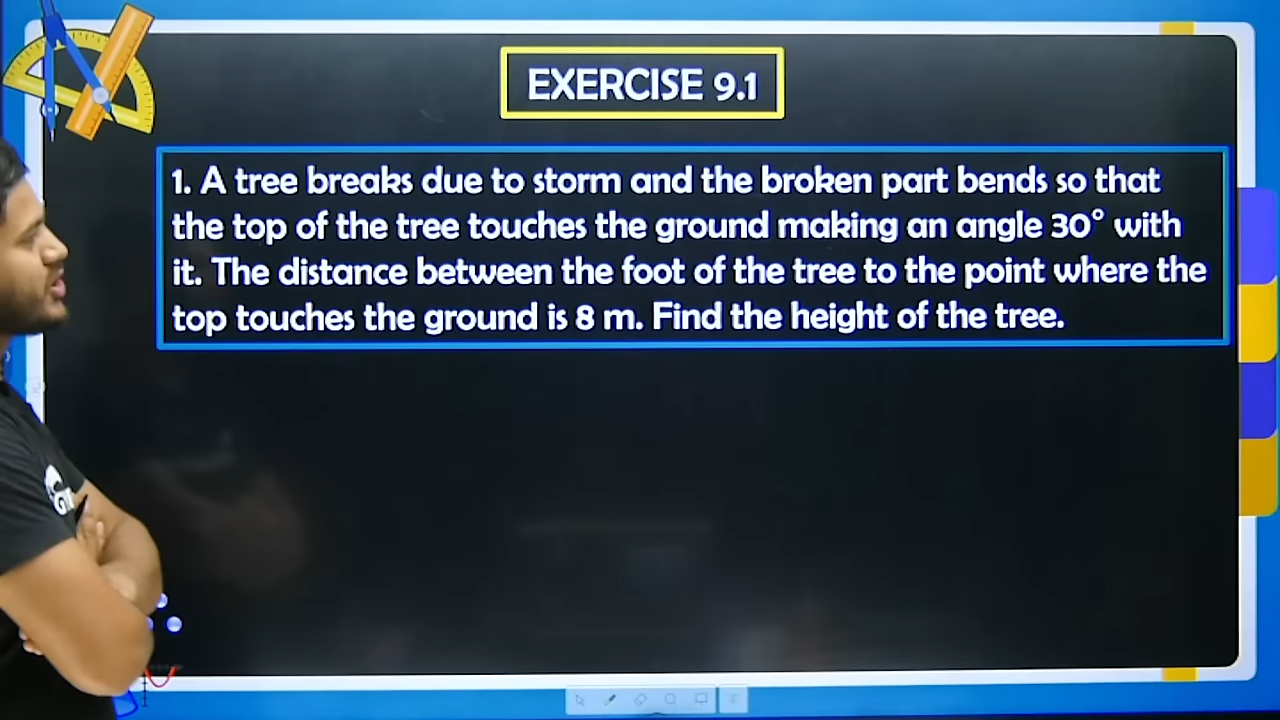 EXERCISE 9.1
1. A tree breaks due to storm and the broken part bends so that
the top of the tree touches the ground making an angle 30° with
it. The distance between the foot of the tree to the point where the
top touches the ground is 8 m. Find the height of the tree.